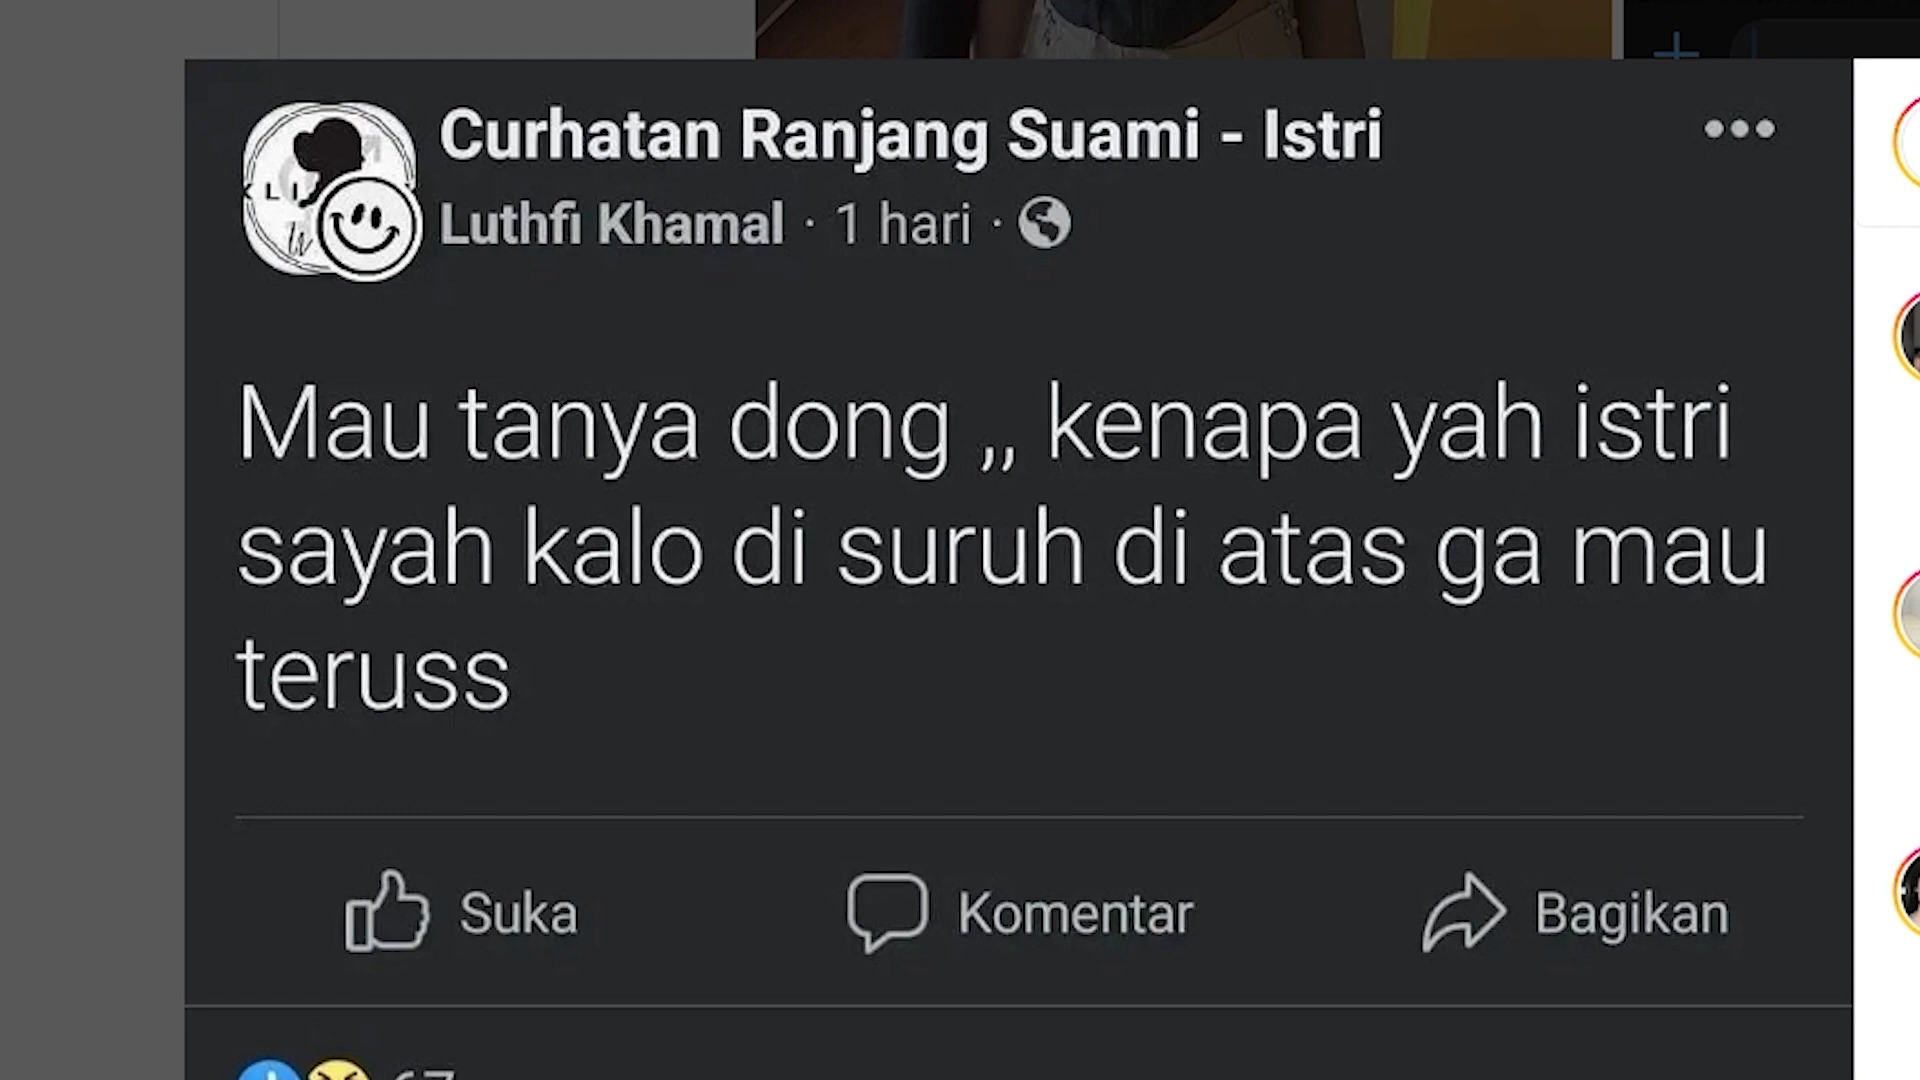 Curhatan Ranjang Suami - Istri
Luthfi Khamal · 1 hari ·
Mau tanya dong ,, kenapa yah istri
sayah kalo di suruh di atas ga mau
teruss
Suka
Komentar
Bagikan